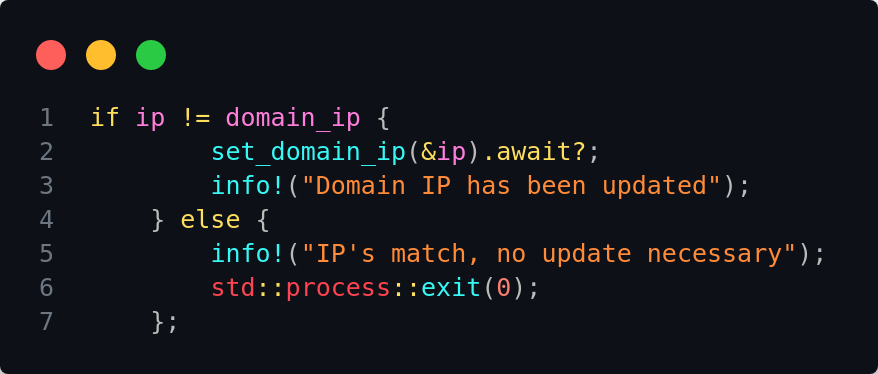 1 if ip != domain_ip {
2         set_domain_ip(&ip).await?;
3         info!("Domain IP has been updated");
4     } else {
5         info!("IP's match, no update necessary");
6         std::process::exit(0);
7     };